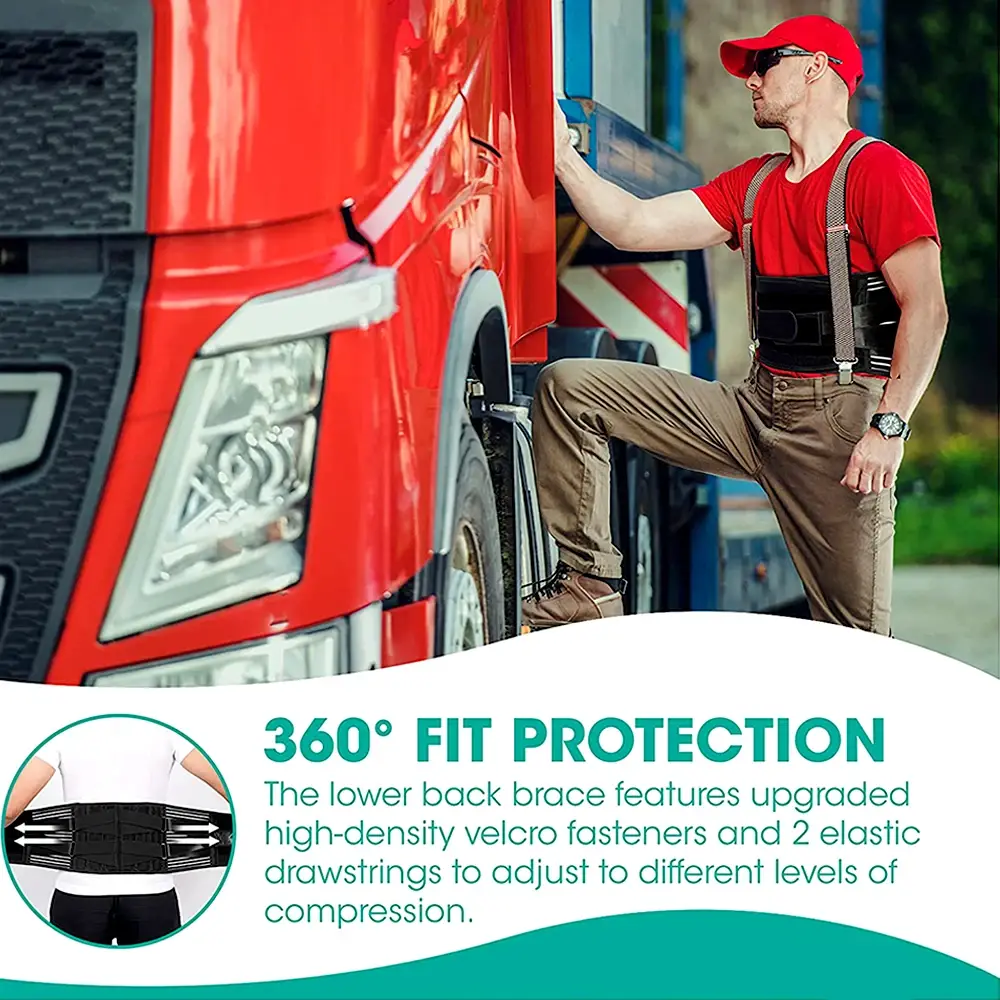 360° FIT PROTECTION
The lower back brace features upgraded
high-density velcro fasteners and 2 elastic
drawstrings to adjust to different levels of
compression.